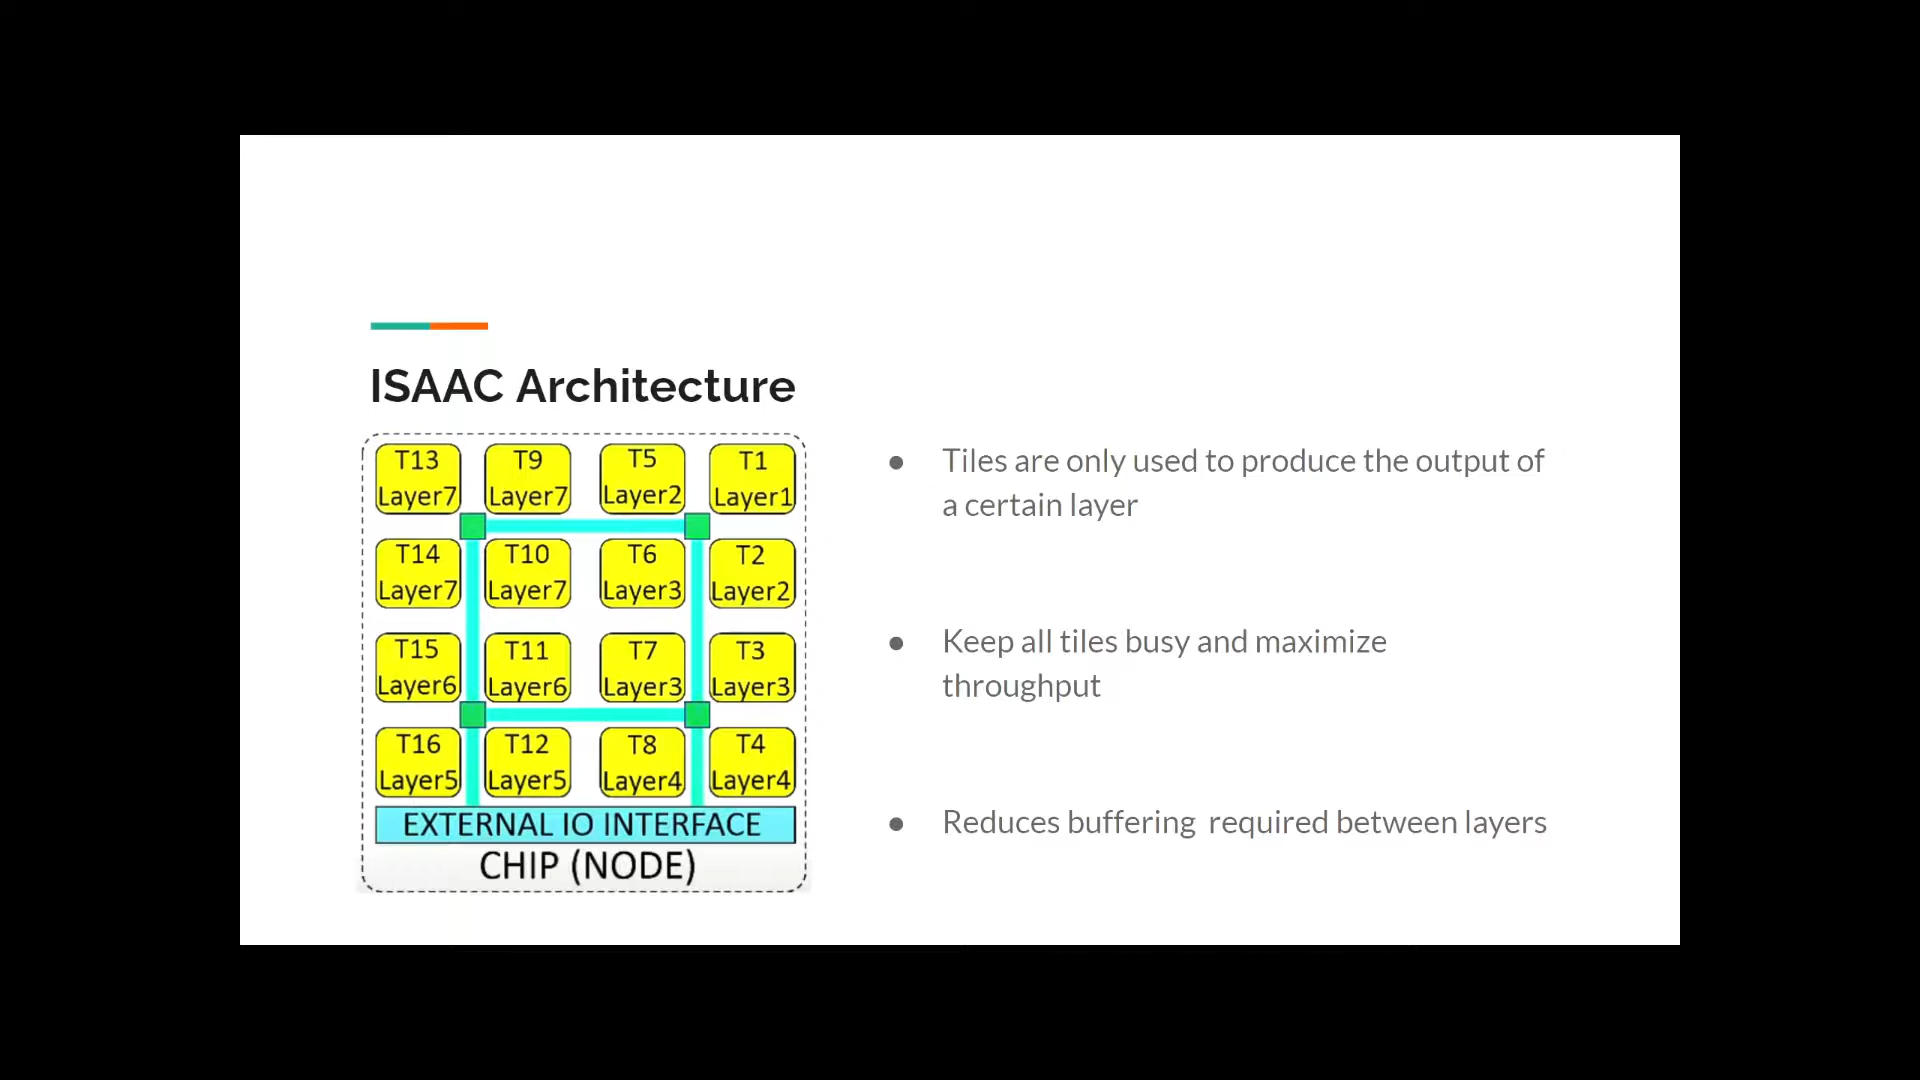 ISAAC Architecture
T13 T9 T5 T1
Layer7 Layer7 Layer2 Layer1
T14 T10 T6 T2
Layer7 Layer7 Layer3 Layer2
T15 T11 T7 T3
Layer6 Layer6 Layer3 Layer3
T16 T12 T8 T4
Layer5 Layer5 Layer4 Layer4
EXTERNAL IO INTERFACE
CHIP (NODE)
● Tiles are only used to produce the output of
a certain layer
● Keep all tiles busy and maximize
throughput
● Reduces buffering  required between layers